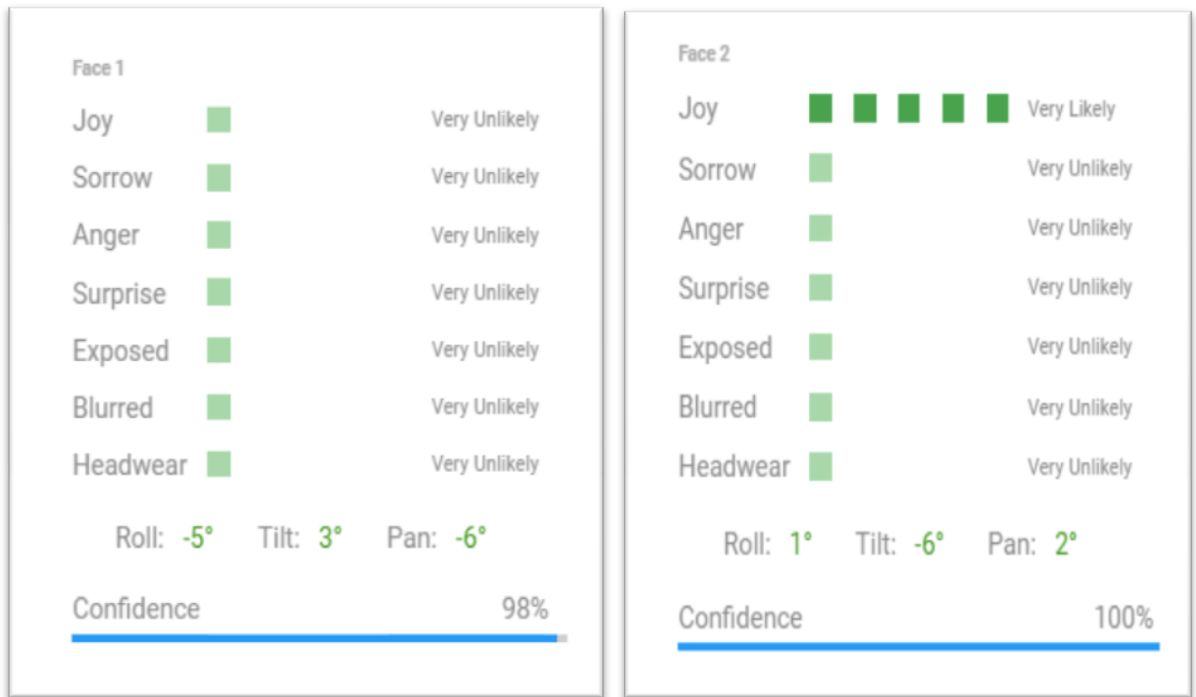 Face 1
Joy Very Unlikely
Sorrow Very Unlikely
Anger Very Unlikely
Surprise Very Unlikely
Exposed Very Unlikely
Blurred Very Unlikely
Headwear Very Unlikely
Roll: -5° Tilt: 3° Pan: -6°
Confidence 98%
Face 2
Joy Very Likely
Sorrow Very Unlikely
Anger Very Unlikely
Surprise Very Unlikely
Exposed Very Unlikely
Blurred Very Unlikely
Headwear Very Unlikely
Roll: 1° Tilt: -6° Pan: 2°
Confidence 100%